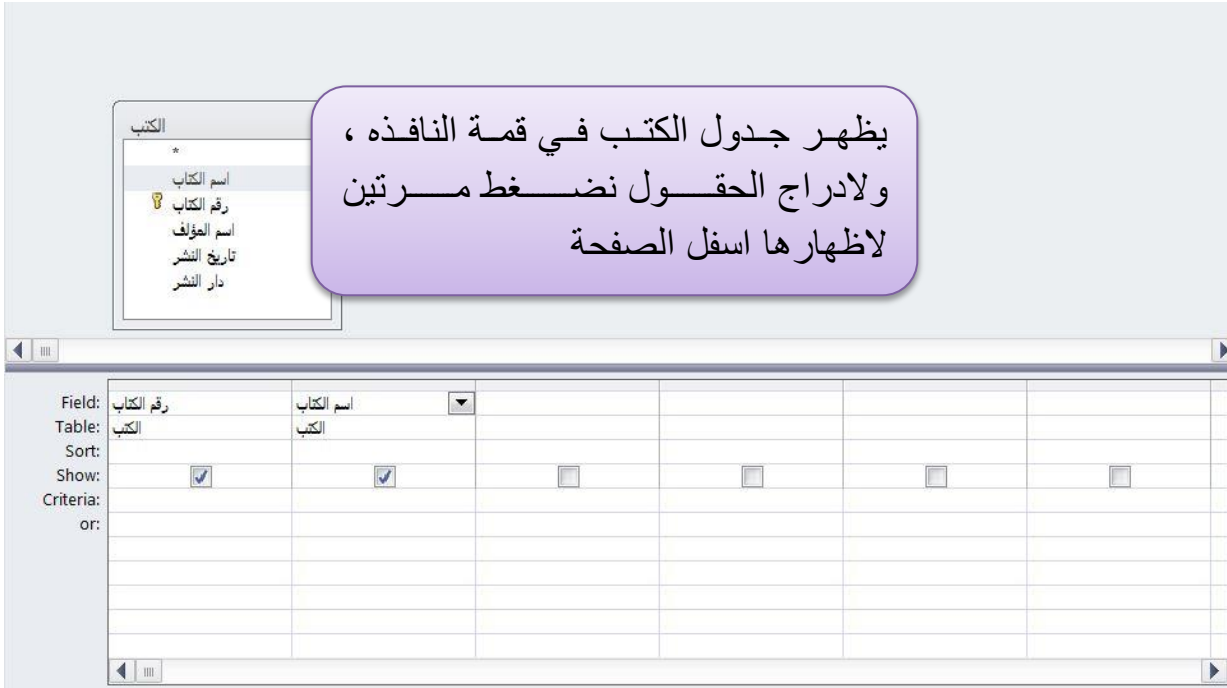 الكتب
يظهر جدول الكتب في قمة النافذه ،
ولادراج الحقول نضغط مرتين
لاظهارها اسفل الصفحة
*
اسم الكتاب
رقم الكتاب
اسم المؤلف
تاريخ النشر
دار النشر
Field: رقم الكتاب اسم الكتاب
Table: الكتب الكتب
Sort:
Show:
Criteria:
or: